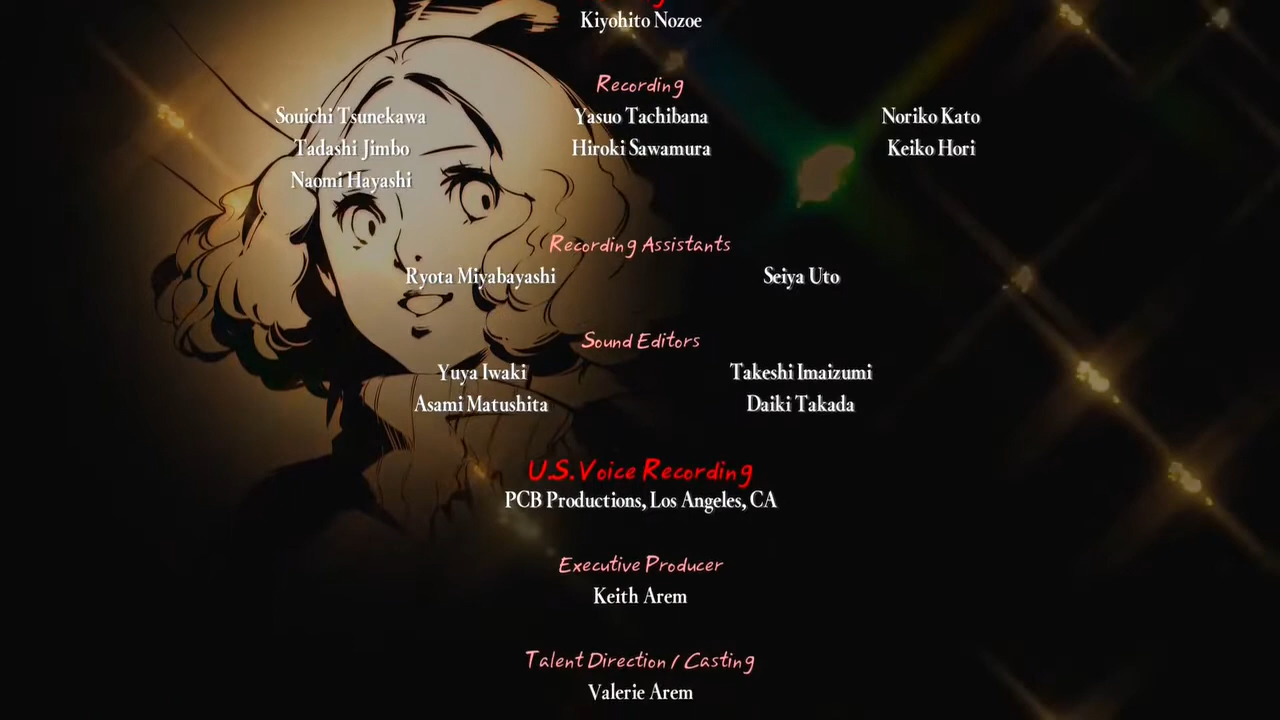 Kiyohito Nozoe
Recording
Souichi Tsunekawa Yasuo Tachibana Noriko Kato
Tadashi Jimbo Hiroki Sawamura Keiko Hori
Naomi Hayashi
Recording Assistants
Ryota Miyabayashi Seiya Uto
Sound Editors
Yuya Iwaki Takeshi Imaizumi
Asami Matushita Daiki Takada
U.S. Voice Recording
PCB Productions, Los Angeles, CA
Executive Producer
Keith Arem
Talent Direction / Casting
Valerie Arem